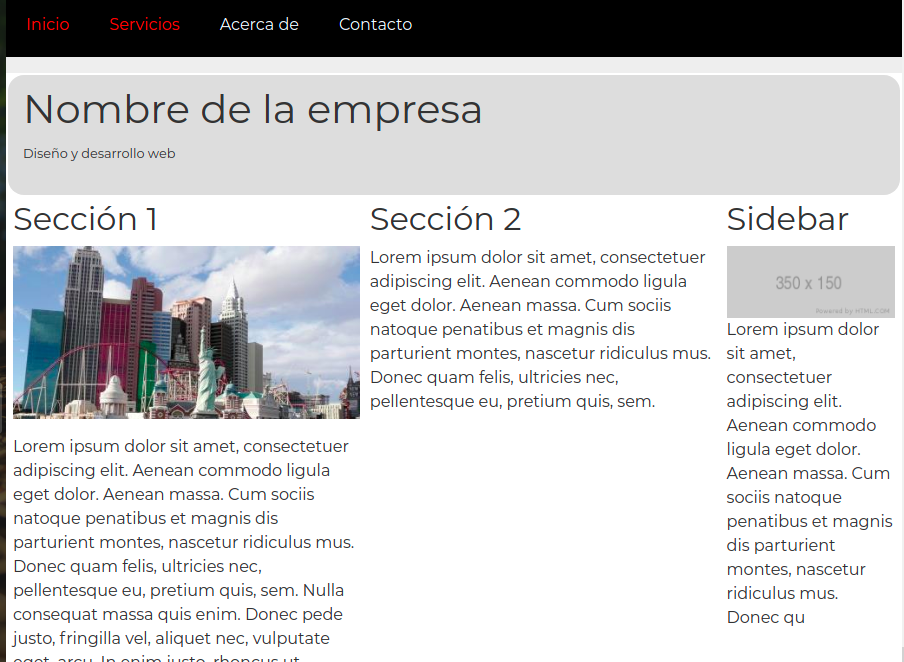 Inicio Servicios Acerca de Contacto
Nombre de la empresa
Diseño y desarrollo web
Sección 1
Lorem ipsum dolor sit amet, consectetuer
adipiscing elit. Aenean commodo ligula
eget dolor. Aenean massa. Cum sociis
natoque penatibus et magnis dis
parturient montes, nascetur ridiculus mus.
Donec quam felis, ultricies nec,
pellentesque eu, pretium quis, sem. Nulla
consequat massa quis enim. Donec pede
justo, fringilla vel, aliquet nec, vulputate
eget, arcu. In enim justo, rhoncus ut
Sección 2
Lorem ipsum dolor sit amet, consectetuer
adipiscing elit. Aenean commodo ligula
eget dolor. Aenean massa. Cum sociis
natoque penatibus et magnis dis
parturient montes, nascetur ridiculus mus.
Donec quam felis, ultricies nec,
pellentesque eu, pretium quis, sem.
Sidebar
350 x 150
Powered by HTML.COM
Lorem ipsum dolor
sit amet,
consectetuer
adipiscing elit.
Aenean commodo
ligula eget dolor.
Aenean massa. Cum
sociis natoque
penatibus et magnis
dis parturient
montes, nascetur
ridiculus mus.
Donec qu